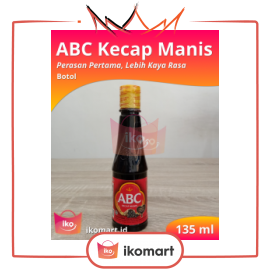 ABC Kecap Manis
Perasan Pertama, Lebih Kaya Rasa
Botol
ABC
iko
ikomart.id
135 ml
iko
ikomart